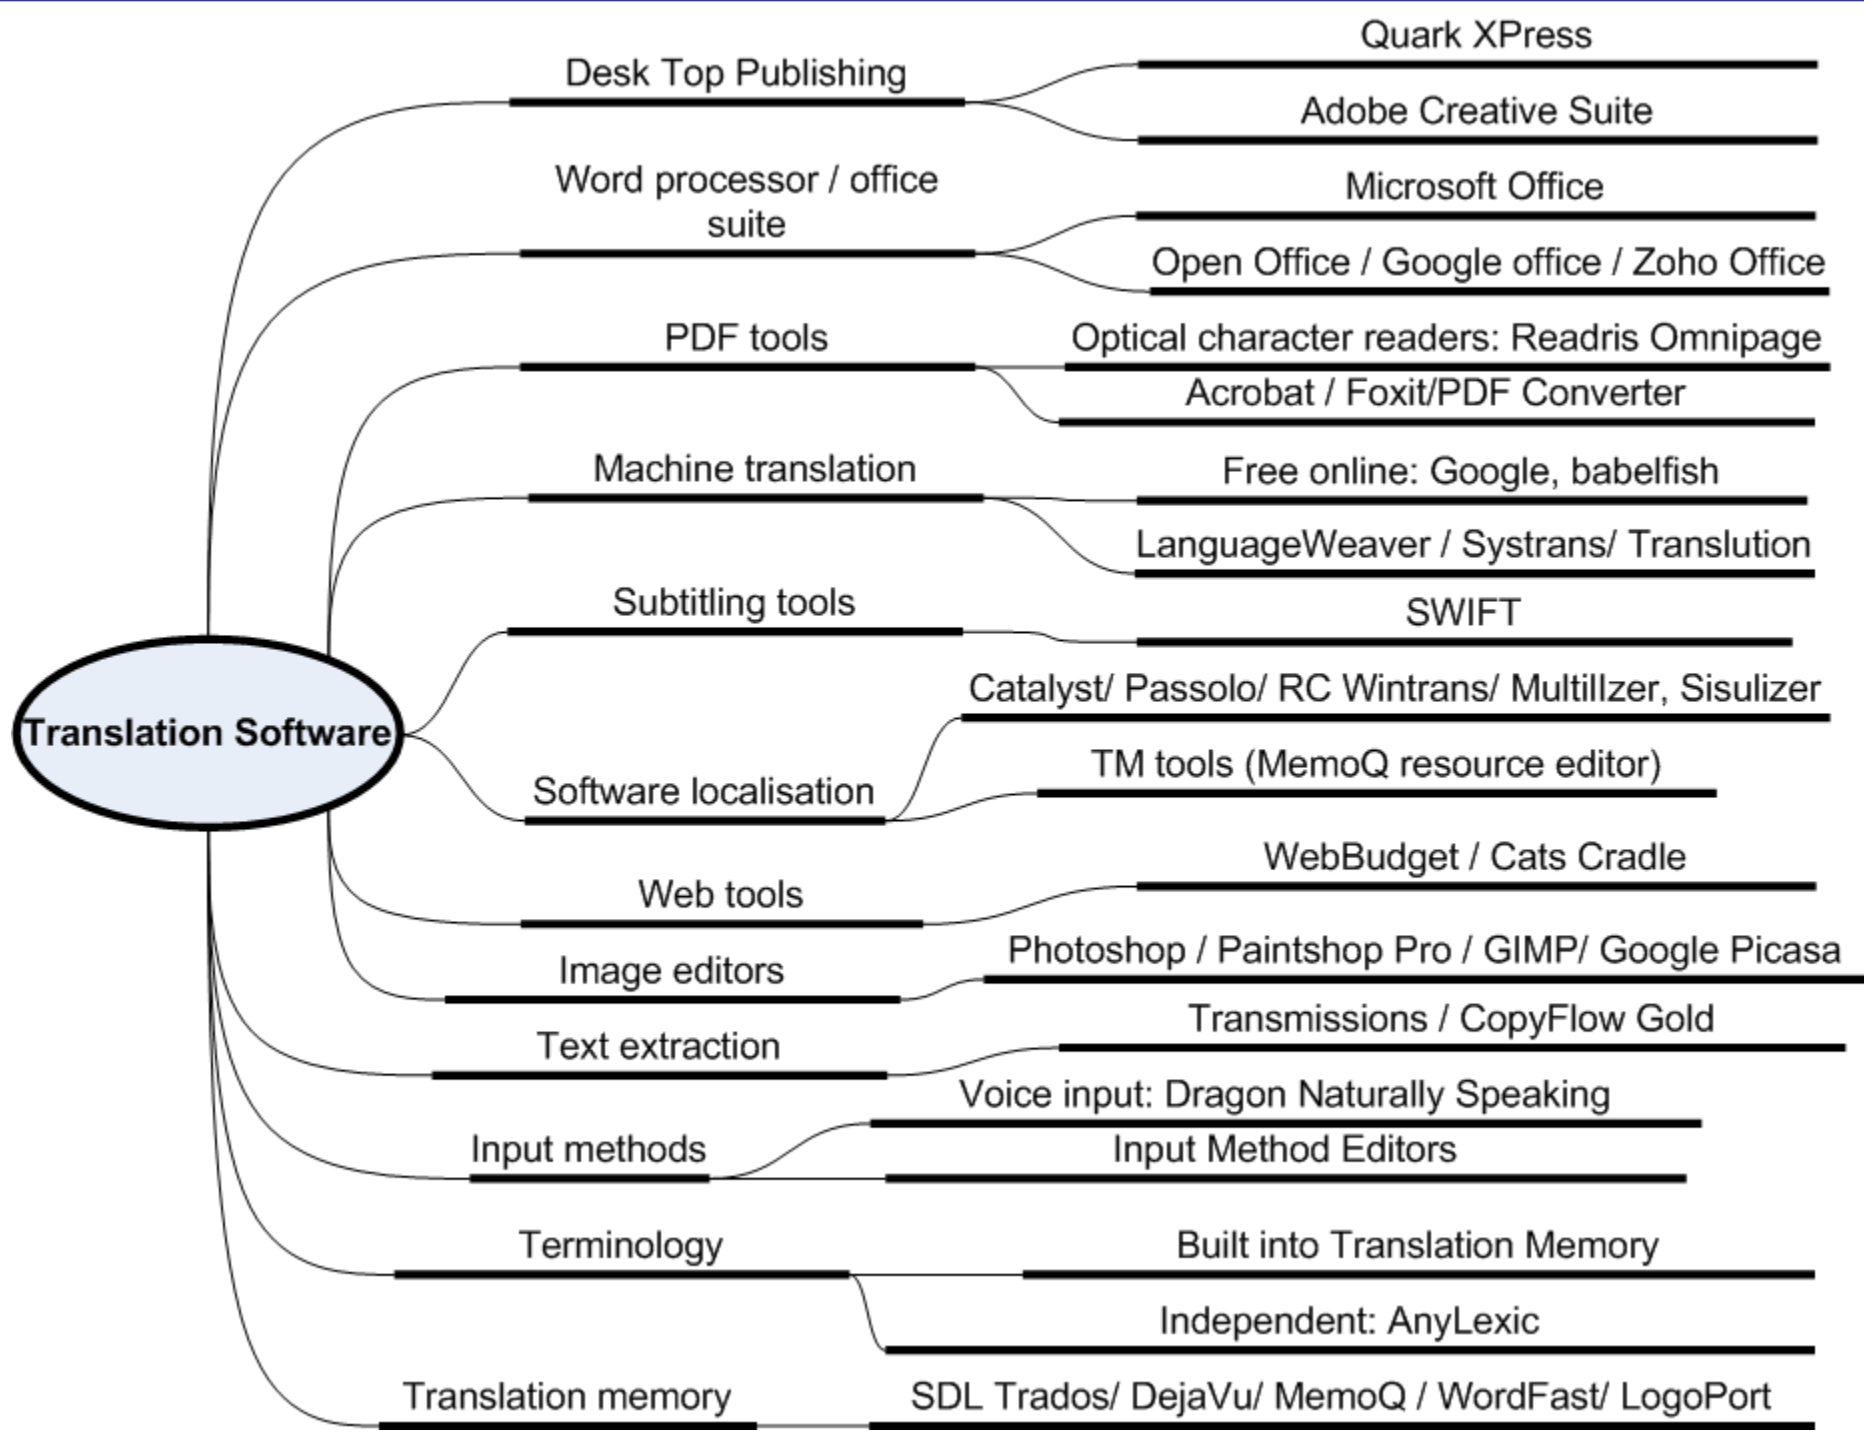 Quark XPress
Desk Top Publishing
Adobe Creative Suite
Word processor / office
suite
Microsoft Office
Open Office / Google office / Zoho Office
PDF tools
Optical character readers: Readris Omnipage
Acrobat / Foxit/PDF Converter
Machine translation
Free online: Google, babelfish
LanguageWeaver / Systrans/ Translution
Subtitling tools
SWIFT
Translation Software
Catalyst/ Passolo/ RC Wintrans/ MultilIzer, Sisulizer
Software localisation
TM tools (MemoQ resource editor)
Web tools
WebBudget / Cats Cradle
Image editors
Photoshop / Paintshop Pro / GIMP/ Google Picasa
Text extraction
Transmissions / CopyFlow Gold
Input methods
Voice input: Dragon Naturally Speaking
Input Method Editors
Terminology
Built into Translation Memory
Independent: AnyLexic
Translation memory
SDL Trados/ DejaVu/ MemoQ / WordFast/ LogoPort